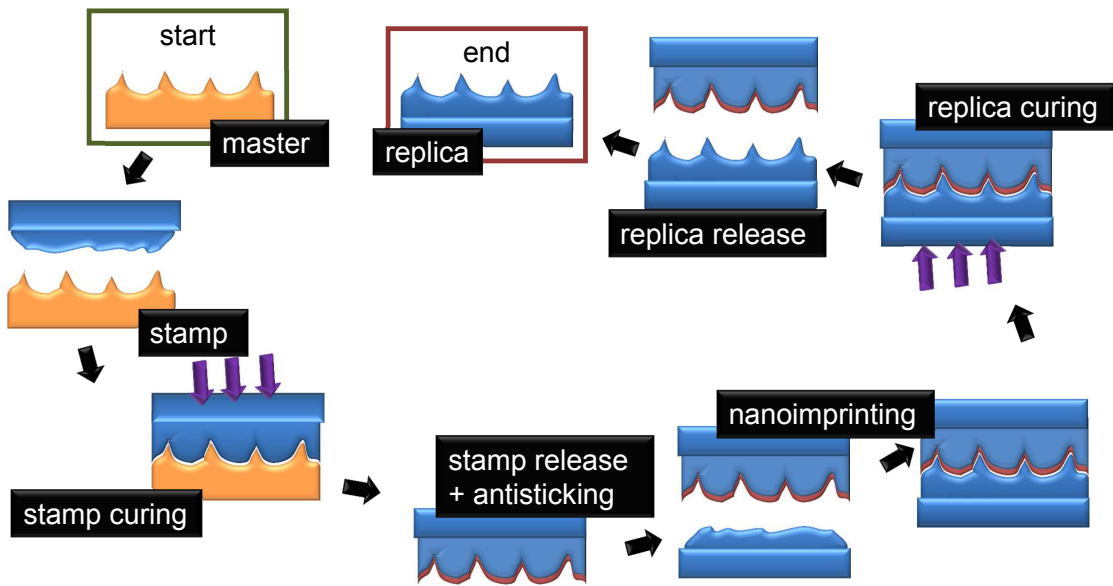 start
master
stamp
stamp curing
stamp release
+ antisticking
nanoimprinting
replica curing
replica release
end
replica